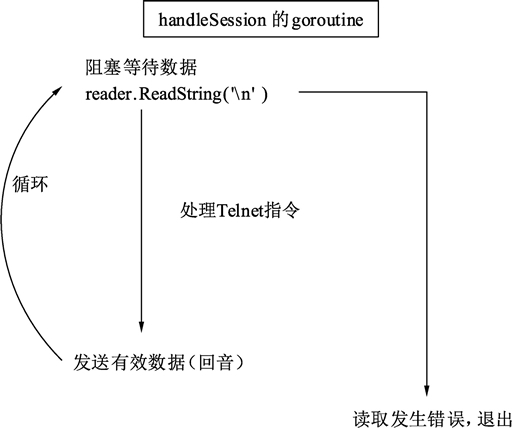 handleSession 的 goroutine
阻塞等待数据
reader.ReadString('\n' )
循环
处理Telnet指令
发送有效数据(回音)
读取发生错误,退出